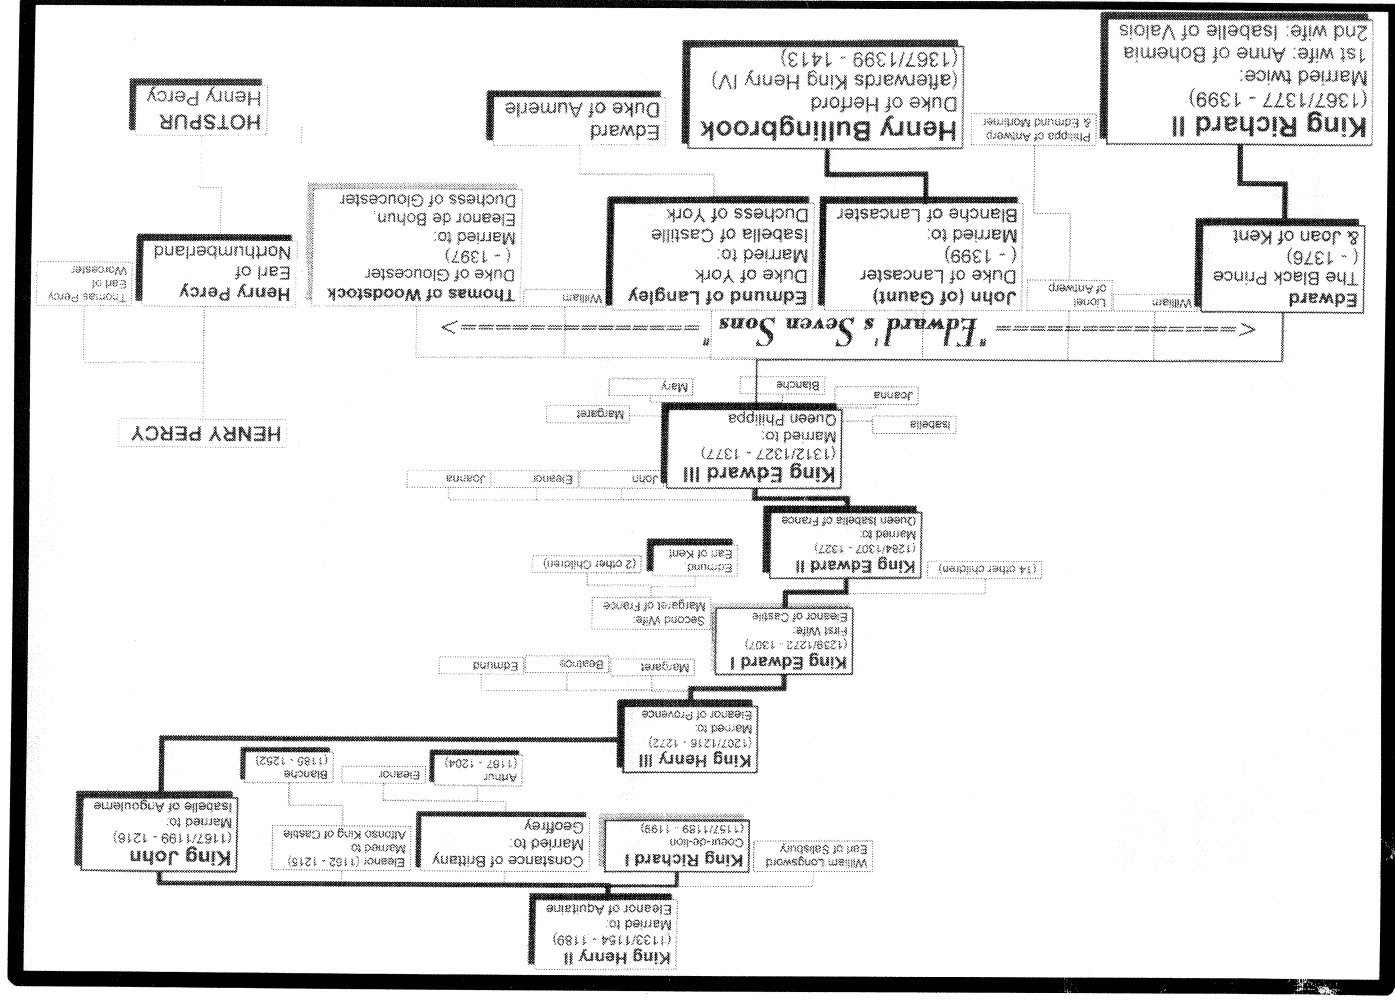 King Henry II
(1133/1154 - 1189)
Married
to:
Eleanor of Aquitaine
William Longsword
Earl of Salisbury
King Richard I
Coeur-de-lion
(1157/1189 - 1199)
Constance of Brittany
Married
to:
Geoffrey
Eleanor (1162 - 1215)
Married
to
Alfonso King of Castile
King John
(1167/1199 - 1216)
Married
to:
Isabelle of Angouleme
Arthur
(1187 - 1204)
Eleanor
Blanche
(1185 - 1252)
King Henry III
(1207/1216 - 1272)
Married
to:
Eleanor of Provence
Margaret
Beatrice
Edmund
King Edward I
(1239/1272 - 1307)
First Wife:
Eleanor of Castile
Second Wife:
Margaret of France
(14 other children)
King Edward II
(1284/1307 - 1327)
Married
to:
Queen Isabella of France
Edmund,
Earl of Kent
(2 other Children)
King Edward III
(1312/1327 - 1377)
Married
to:
Queen Philippa
John
Eleanor
Joanna
Isabella
Joanna
Blanche
Mary
Margaret
HENRY PERCY
<============== "Edward's Seven Sons" ==============>
Edward
The Black Prince
( - 1376)
& Joan of Kent
William
Lionel
of Antwerp
John (of Gaunt)
Duke of Lancaster
( - 1399)
Married
to:
Blanche of Lancaster
Edmund of Langley
Duke of York
Married
to:
Isabella of Castille
Duchess of York
William
Thomas of Woodstock
Duke of Gloucester
( - 1397)
Married
to:
Eleanor de Bohun,
Duchess of Gloucester
Henry Percy
Earl
of
Northumberland
Thomas Percy
Earl
of
Worcester
King Richard II
(1367/1377 - 1399)
Married twice:
1st wife: Anne of Bohemia
2nd wife: Isabelle of Valois
Philippa of Antwerp
& Edmund Mortimer
Henry Bullingbrook
Duke of Herford
(afterwards King Henry IV)
(1367/1399 - 1413)
Edward
Duke of Aumerle
HOTSPUR
Henry Percy